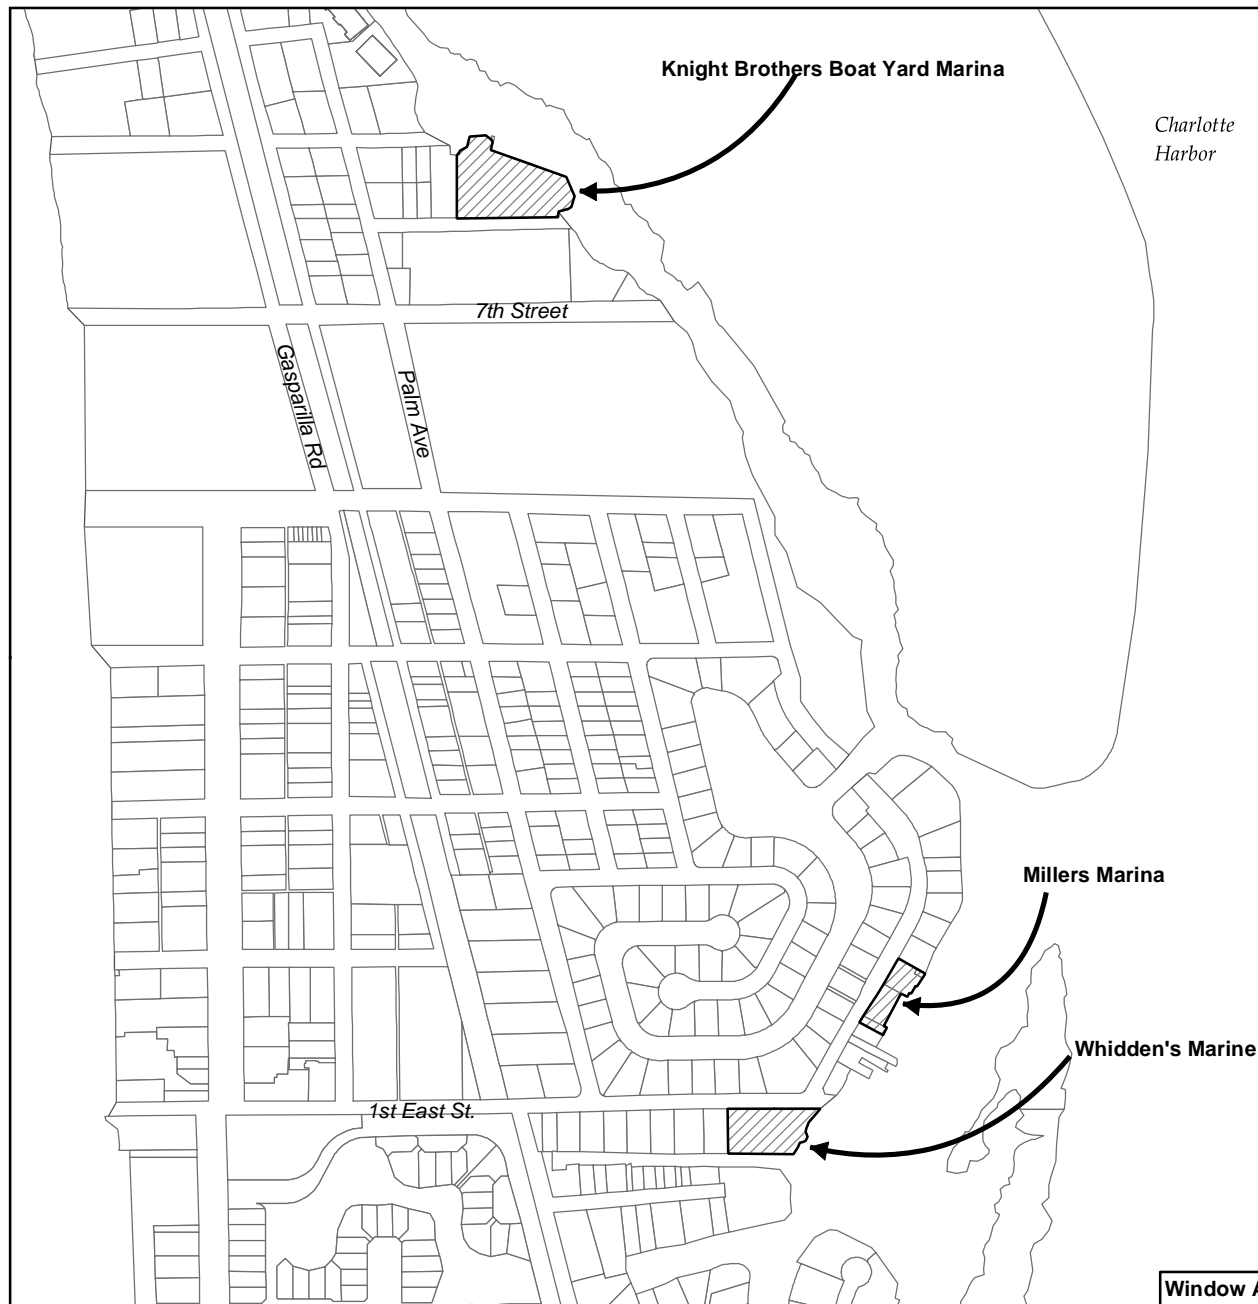 Knight Brothers Boat Yard Marina
Charlotte
Harbor
7th Street
Gasparilla Rd
Palm Ave
Millers Marina
Whidden's Marine
1st East St.
Window A